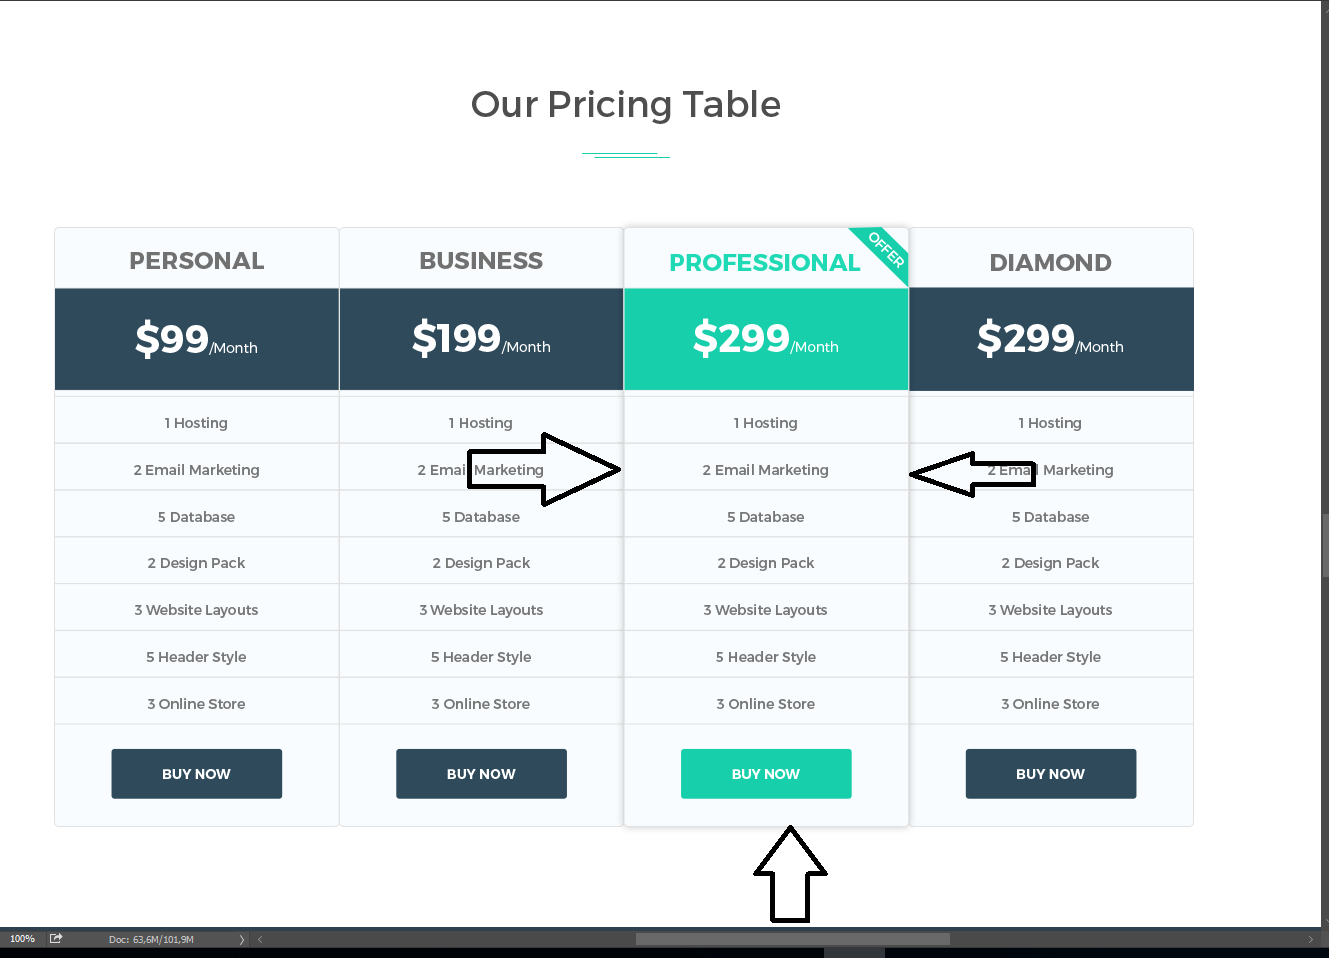 Our Pricing Table
PERSONAL
$99/Month
1 Hosting
2 Email Marketing
5 Database
2 Design Pack
3 Website Layouts
5 Header Style
3 Online Store
BUY NOW
BUSINESS
$199/Month
1 Hosting
2 Email Marketing
5 Database
2 Design Pack
3 Website Layouts
5 Header Style
3 Online Store
BUY NOW
OFFER
PROFESSIONAL
$299/Month
1 Hosting
2 Email Marketing
5 Database
2 Design Pack
3 Website Layouts
5 Header Style
3 Online Store
BUY NOW
DIAMOND
$299/Month
1 Hosting
2 Email Marketing
5 Database
2 Design Pack
3 Website Layouts
5 Header Style
3 Online Store
BUY NOW
100% Doc: 63,6M/101,9M